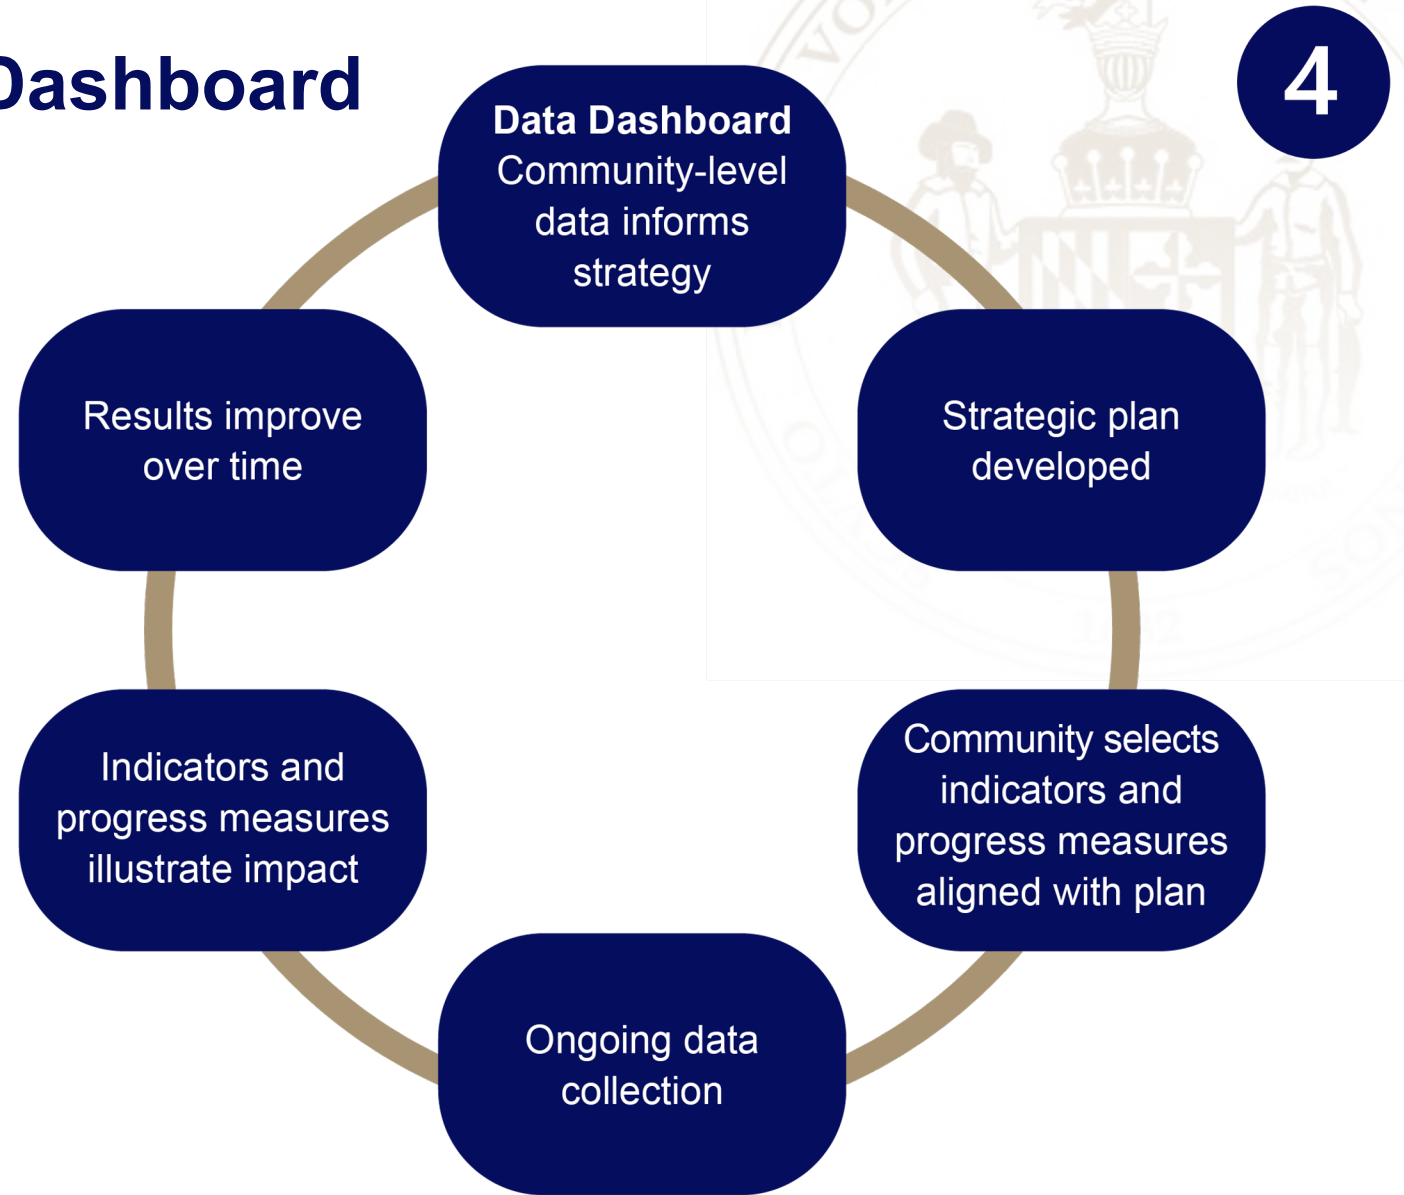 Dashboard
4
Data Dashboard
Community-level
data informs
strategy
Strategic plan
developed
Community selects
indicators and
progress measures
aligned with plan
Ongoing data
collection
Indicators and
progress measures
illustrate impact
Results improve
over time